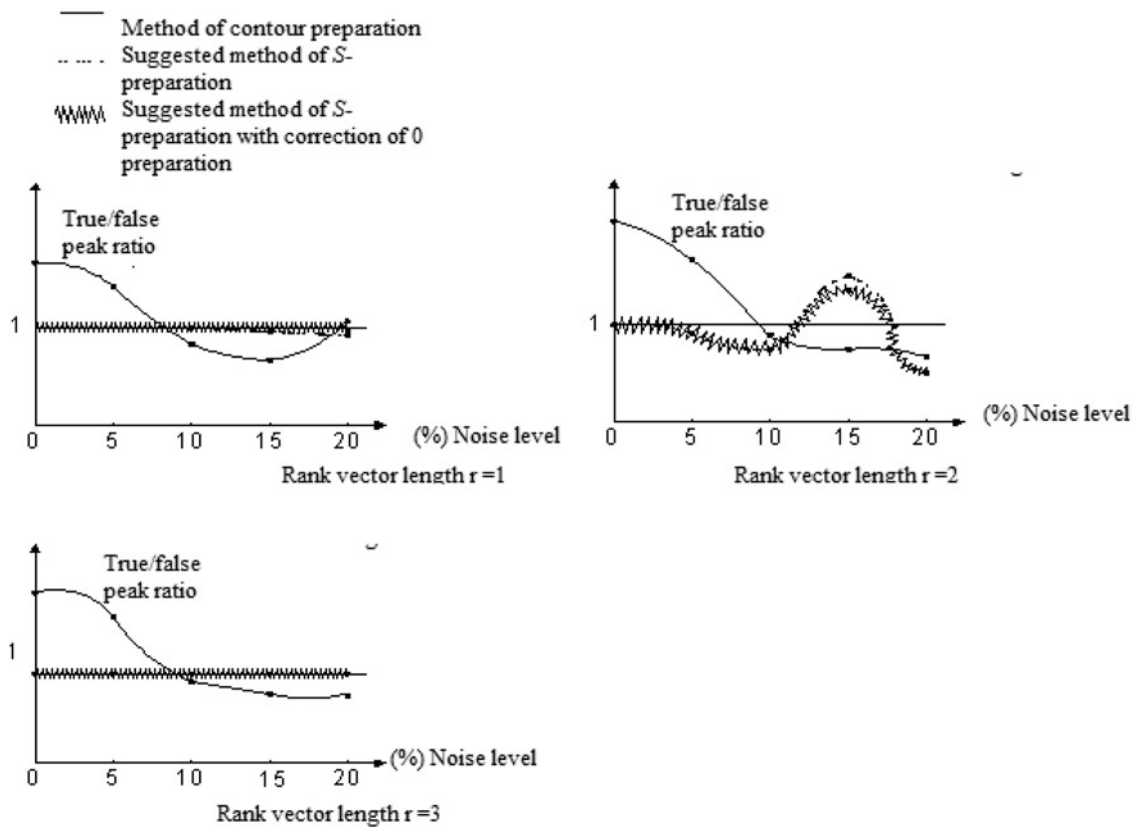 Method of contour preparation
Suggested method of S-
preparation
Suggested method of S-
preparation with correction of 0
preparation
True/false
peak ratio
1
0 5 10 15 20
(%) Noise level
Rank vector length r =1
True/false
peak ratio
1
0 5 10 15 20
(%) Noise level
Rank vector length r =2
True/false
peak ratio
1
0 5 10 15 20
(%) Noise level
Rank vector length r =3